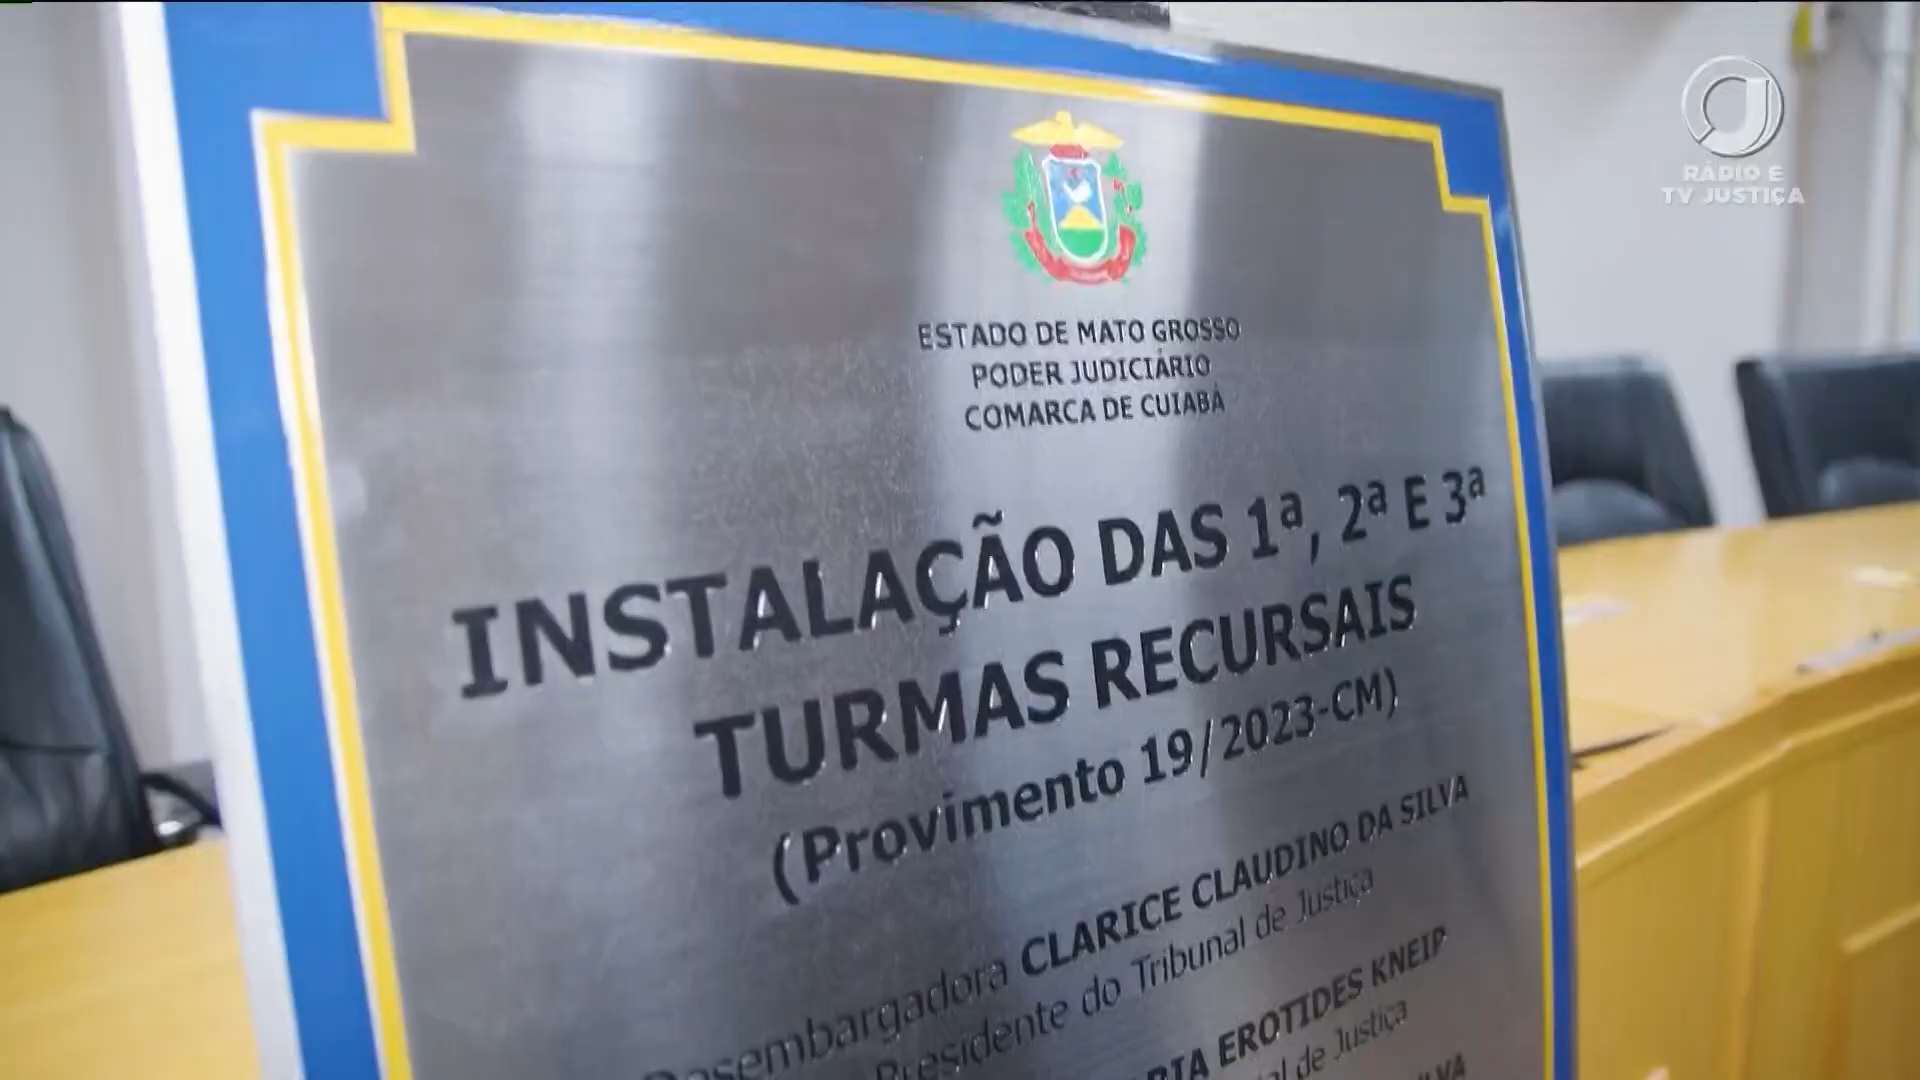 RÁDIO E
TV JUSTIÇA
ESTADO DE MATO GROSSO
PODER JUDICIÁRIO
COMARCA DE CUIABÁ
INSTALAÇÃO DAS 1ª, 2ª E 3ª
TURMAS RECURSAIS
(Provimento 19/2023-CM)
Desembargadora CLARICE CLAUDINO DA SILVA
Presidente do Tribunal de Justiça
EROTIDES KNEIP
de Justiça